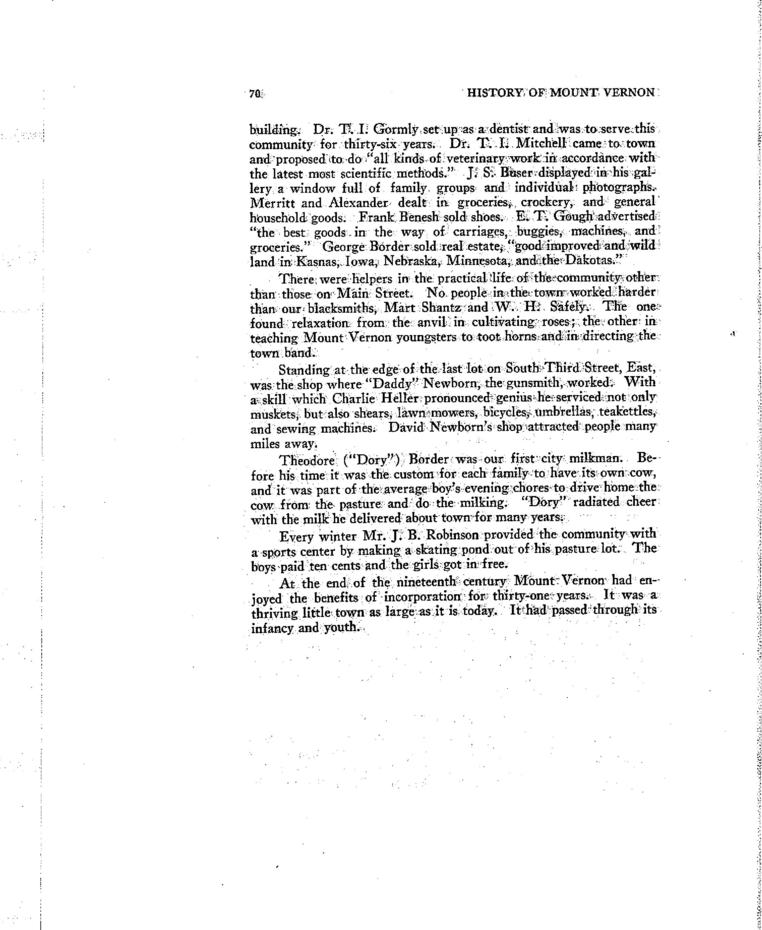 70
HISTORY OF MOUNT VERNON
building. Dr. T. I. Gormly set up as a dentist and was to serve this
community for thirty-six years. Dr. T. I. Mitchell came to town
and proposed to do "all kinds of veterinary work in accordance with
the latest most scientific methods." J. S. Buser displayed in his gal-
lery a window full of family groups and individual photographs.
Merritt and Alexander dealt in groceries, crockery, and general
household goods. Frank Benesh sold shoes. E. T. Gough advertised
"the best goods in the way of carriages, buggies, machines, and
groceries." George Border sold real estate, "good improved and wild
land in Kasnas, Iowa, Nebraska, Minnesota, and the Dakotas."
There were helpers in the practical life of the community other
than those on Main Street. No people in the town worked harder
than our blacksmiths, Mart Shantz and W. H. Safely. The one
found relaxation from the anvil in cultivating roses; the other in
teaching Mount Vernon youngsters to toot horns and in directing the
town band.
Standing at the edge of the last lot on South Third Street, East,
was the shop where "Daddy" Newborn, the gunsmith, worked. With
a skill which Charlie Heller pronounced genius he serviced not only
muskets, but also shears, lawn mowers, bicycles, umbrellas, teakettles,
and sewing machines. David Newborn's shop attracted people many
miles away.
Theodore ("Dory") Border was our first city milkman. Be-
fore his time it was the custom for each family to have its own cow,
and it was part of the average boy's evening chores to drive home the
cow from the pasture and do the milking. "Dory" radiated cheer
with the milk he delivered about town for many years.
Every winter Mr. J. B. Robinson provided the community with
a sports center by making a skating pond out of his pasture lot. The
boys paid ten cents and the girls got in free.
At the end of the nineteenth century Mount Vernon had en-
joyed the benefits of incorporation for thirty-one years. It was a
thriving little town as large as it is today. It had passed through its
infancy and youth.